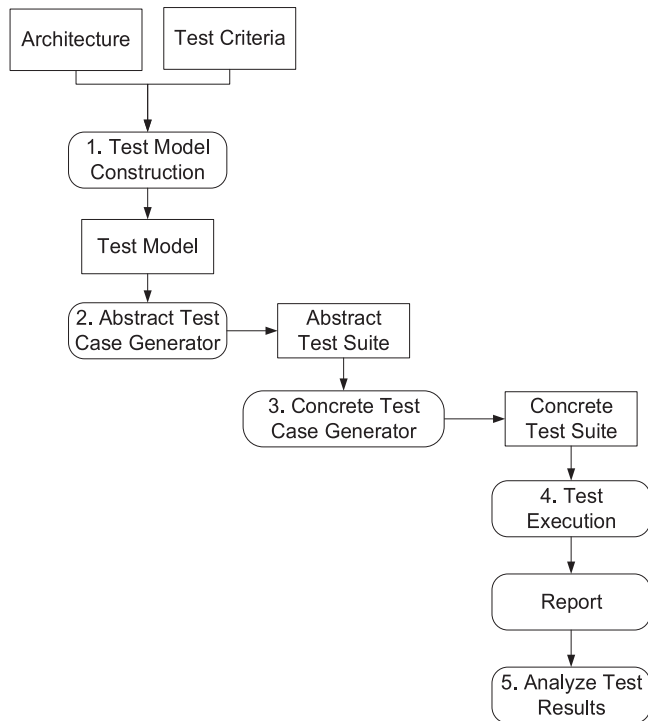 Architecture
Test Criteria
1. Test Model
Construction
Test Model
2. Abstract Test
Case Generator
Abstract
Test Suite
3. Concrete Test
Case Generator
Concrete
Test Suite
4. Test
Execution
Report
5. Analyze Test
Results